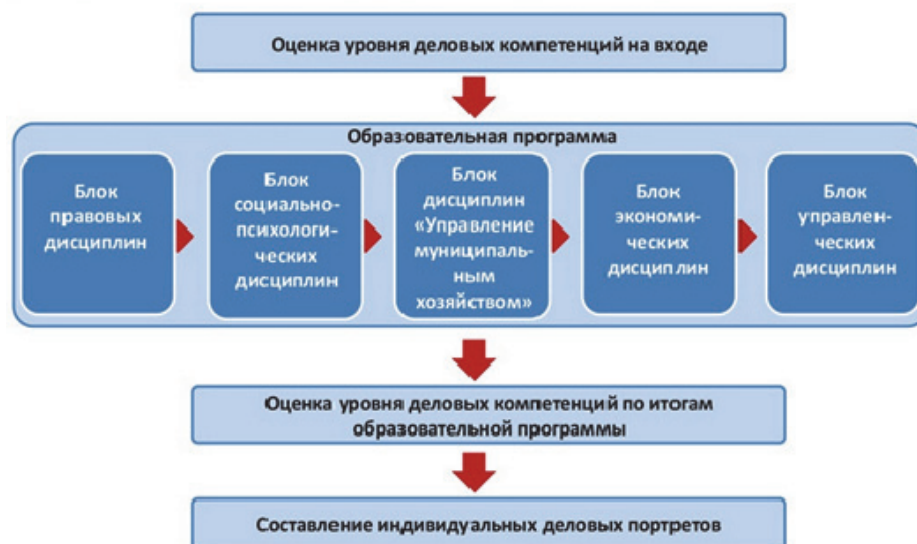 Оценка уровня деловых компетенций на входе
Образовательная программа
Блок
правовых
дисциплин
Блок
социально-
психологи-
ческих
дисциплин
Блок
дисциплин
«Управление
муниципаль-
ным
хозяйством»
Блок
экономи-
ческих
дисциплин
Блок
управлен-
ческих
дисциплин
Оценка уровня деловых компетенций по итогам
образовательной программы
Составление индивидуальных деловых портретов